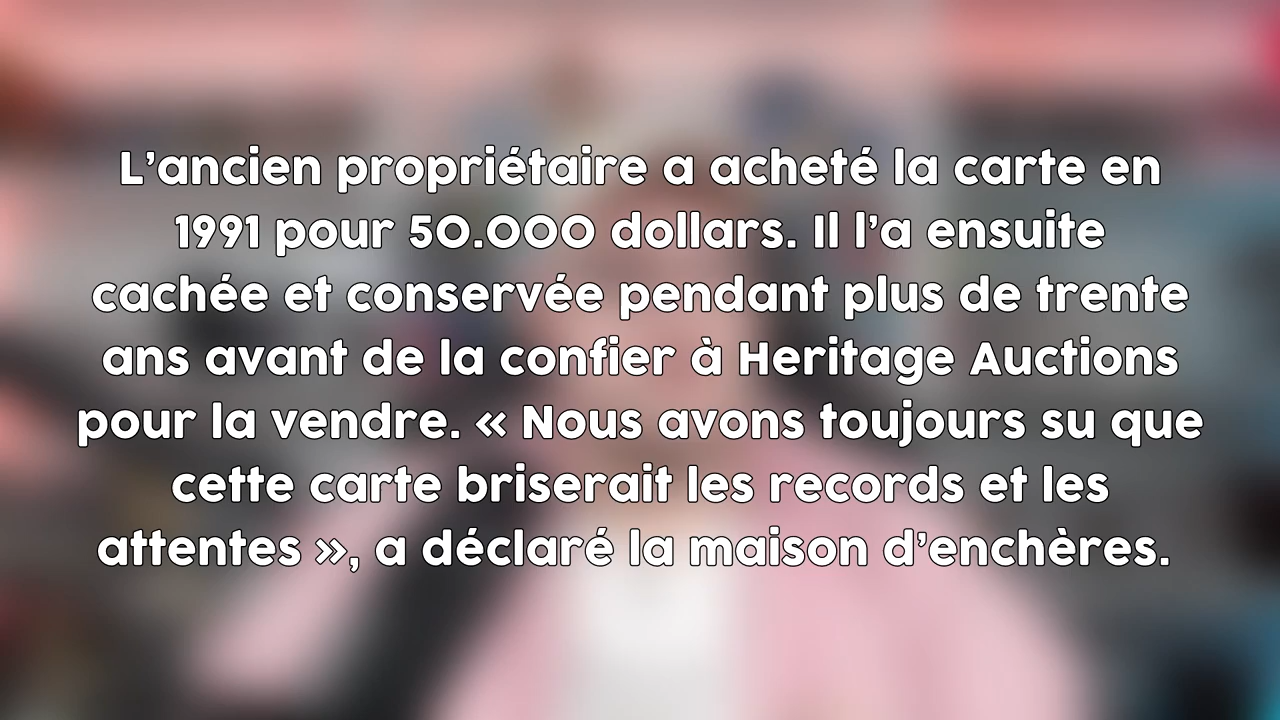 L’ancien propriétaire a acheté la carte en
1991 pour 50.000 dollars. Il l’a ensuite
cachée et conservée pendant plus de trente
ans avant de la confier à Heritage Auctions
pour la vendre. « Nous avons toujours su que
cette carte briserait les records et les
attentes », a déclaré la maison d’enchères.